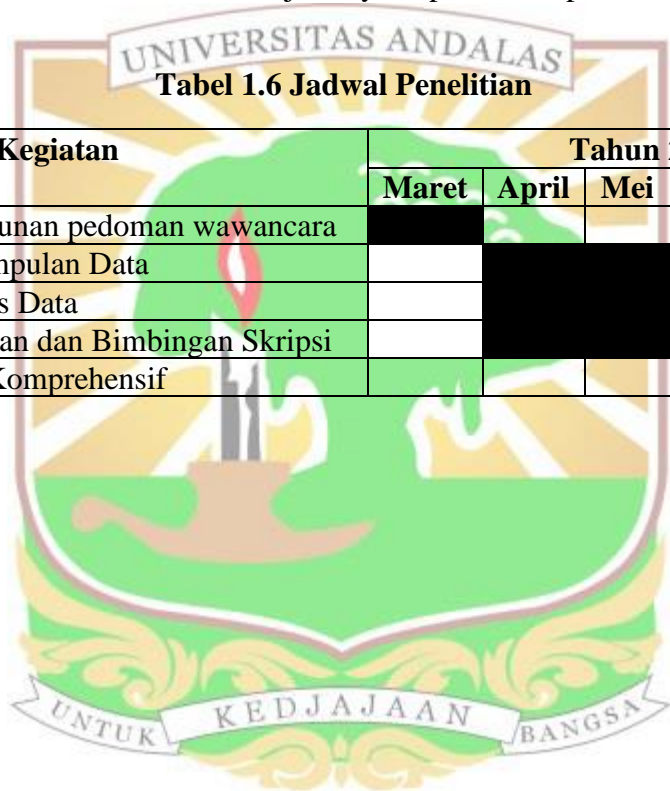 UNIVERSITAS ANDALAS
Tabel 1.6 Jadwal Penelitian
Kegiatan Tahun
Maret April Mei
unan pedoman wawancara
npulan Data
s Data
an dan Bimbingan Skripsi
Komprehensif
UNTUK KEDJAJAAN BANGSA